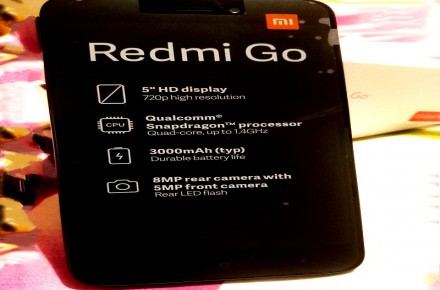 mi
Redmi Go
5" HD display
720p high resolution
CPU
Qualcomm®
Snapdragon™ processor
Quad-core, up to 1.4GHz
3000mAh (typ)
Durable battery life
8MP rear camera with
5MP front camera
Rear LED flash
Go